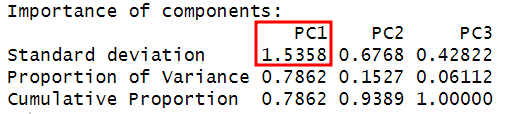 Importance of components:
PC1 PC2 PC3
Standard deviation 1.5358 0.6768 0.42822
Proportion of Variance 0.7862 0.1527 0.06112
Cumulative Proportion 0.7862 0.9389 1.00000